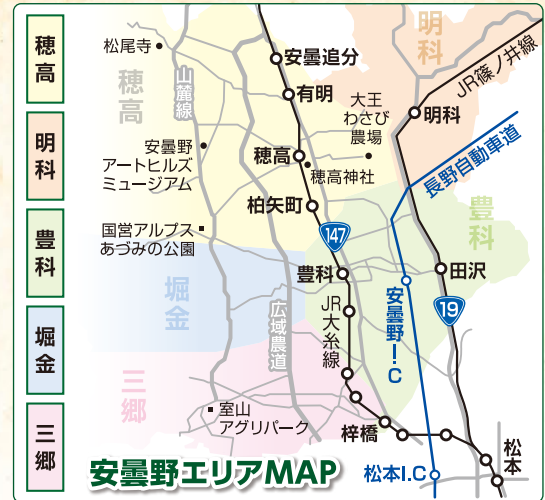 穂高
明科
豊科
堀金
三郷
明科
JR篠ノ井線
松尾寺
安曇追分
穂高
山麓線
有明
大王
わさび
農場
明科
長野自動車道
安曇野
アートヒルズ
ミュージアム
穂高
穂高神社
柏矢町
豊科
国営アルプス
あづみの公園
147
豊科
田沢
堀金
広域農道
JR大糸線
安曇野I.C
19
三郷
室山
アグリパーク
梓橋
松本
松本I.C
安曇野エリアMAP